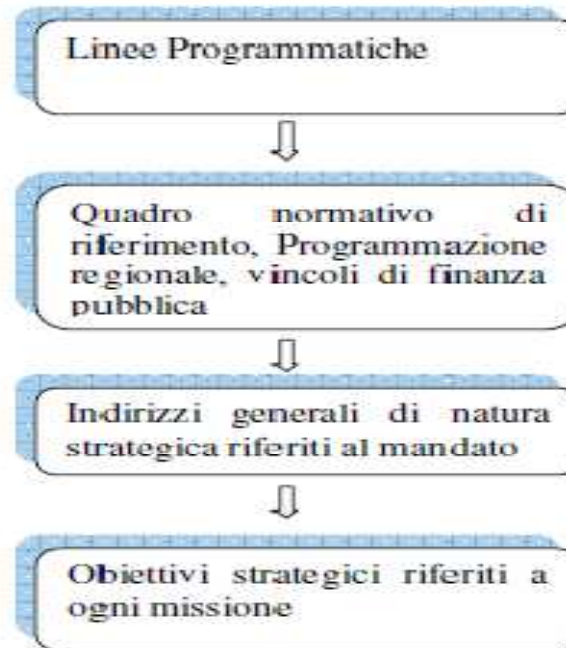 Linee Programmatiche
Quadro normativo di
riferimento, Programmazione
regionale, vincoli di finanza
pubblica
Indirizzi generali di natura
strategica riferiti al mandato
Obiettivi strategici riferiti a
ogni missione